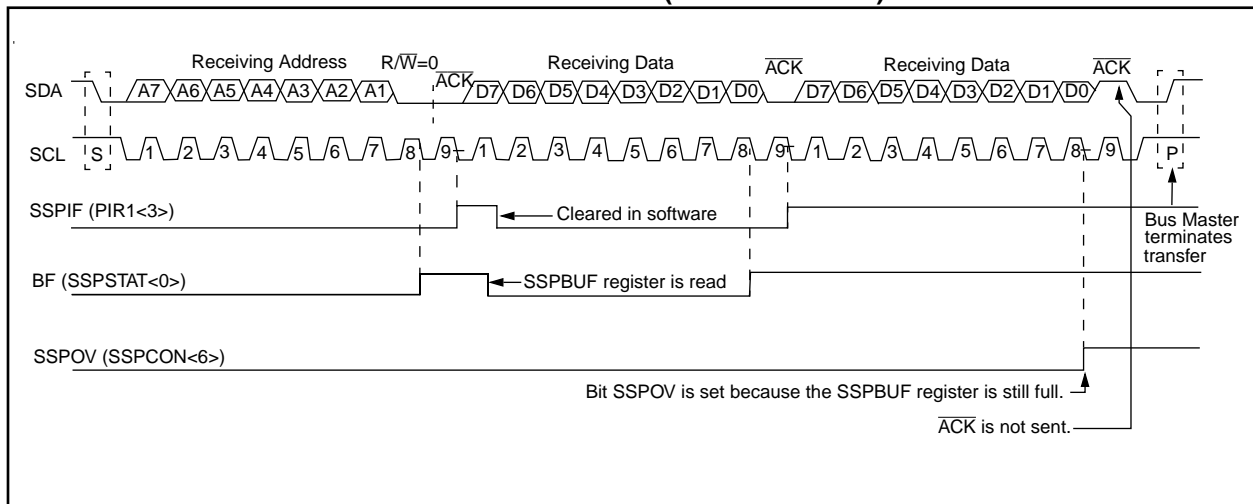 Receiving Address R/W̅=0 A̅C̅K̅ Receiving Data A̅C̅K̅ Receiving Data A̅C̅K̅
SDA A7 A6 A5 A4 A3 A2 A1 D7 D6 D5 D4 D3 D2 D1 D0 D7 D6 D5 D4 D3 D2 D1 D0
SCL S 1 2 3 4 5 6 7 8 9 1 2 3 4 5 6 7 8 9 1 2 3 4 5 6 7 8 9 P
SSPIF (PIR1<3>) Cleared in software
Bus Master
terminates
transfer
BF (SSPSTAT<0>) SSPBUF register is read
SSPOV (SSPCON<6>)
Bit SSPOV is set because the SSPBUF register is still full.
A̅C̅K̅ is not sent.